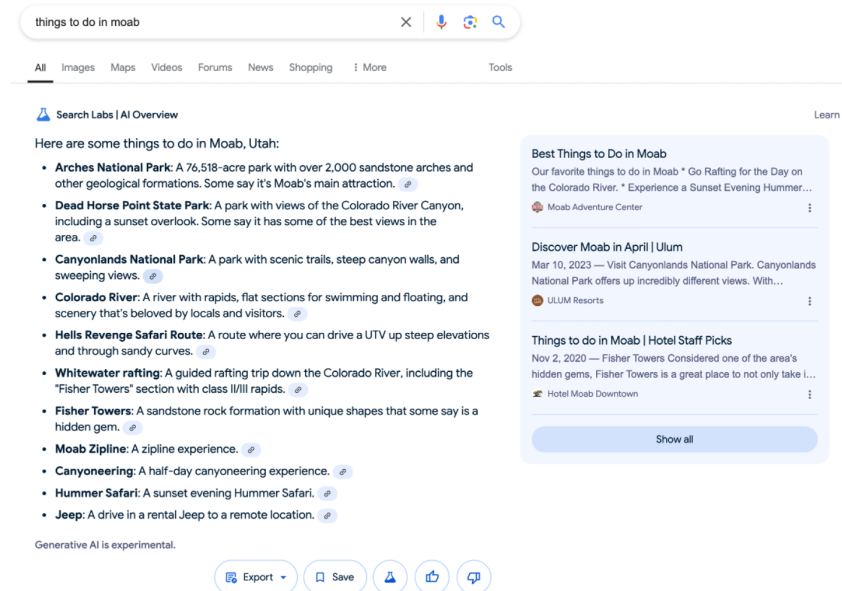 things to do in moab
All Images Maps Videos Forums News Shopping More Tools
Search Labs | AI Overview
Learn
Here are some things to do in Moab, Utah:
• Arches National Park: A 76,518-acre park with over 2,000 sandstone arches and
other geological formations. Some say it's Moab's main attraction.
• Dead Horse Point State Park: A park with views of the Colorado River Canyon,
including a sunset overlook. Some say it has some of the best views in the
area.
• Canyonlands National Park: A park with scenic trails, steep canyon walls, and
sweeping views.
• Colorado River: A river with rapids, flat sections for swimming and floating, and
scenery that's beloved by locals and visitors.
• Hells Revenge Safari Route: A route where you can drive a UTV up steep elevations
and through sandy curves.
• Whitewater rafting: A guided rafting trip down the Colorado River, including the
"Fisher Towers" section with class II/III rapids.
• Fisher Towers: A sandstone rock formation with unique shapes that some say is a
hidden gem.
• Moab Zipline: A zipline experience.
• Canyoneering: A half-day canyoneering experience.
• Hummer Safari: A sunset evening Hummer Safari.
• Jeep: A drive in a rental Jeep to a remote location.
Generative AI is experimental.
Export Save
Best Things to Do in Moab
Our favorite things to do in Moab * Go Rafting for the Day on
the Colorado River. * Experience a Sunset Evening Hummer...
Moab Adventure Center
Discover Moab in April | Ulum
Mar 10, 2023 — Visit Canyonlands National Park. Canyonlands
National Park offers up incredibly different views. With...
ULUM Resorts
Things to do in Moab | Hotel Staff Picks
Nov 2, 2020 — Fisher Towers Considered one of the area's
hidden gems, Fisher Towers is a great place to not only take i...
Hotel Moab Downtown
Show all